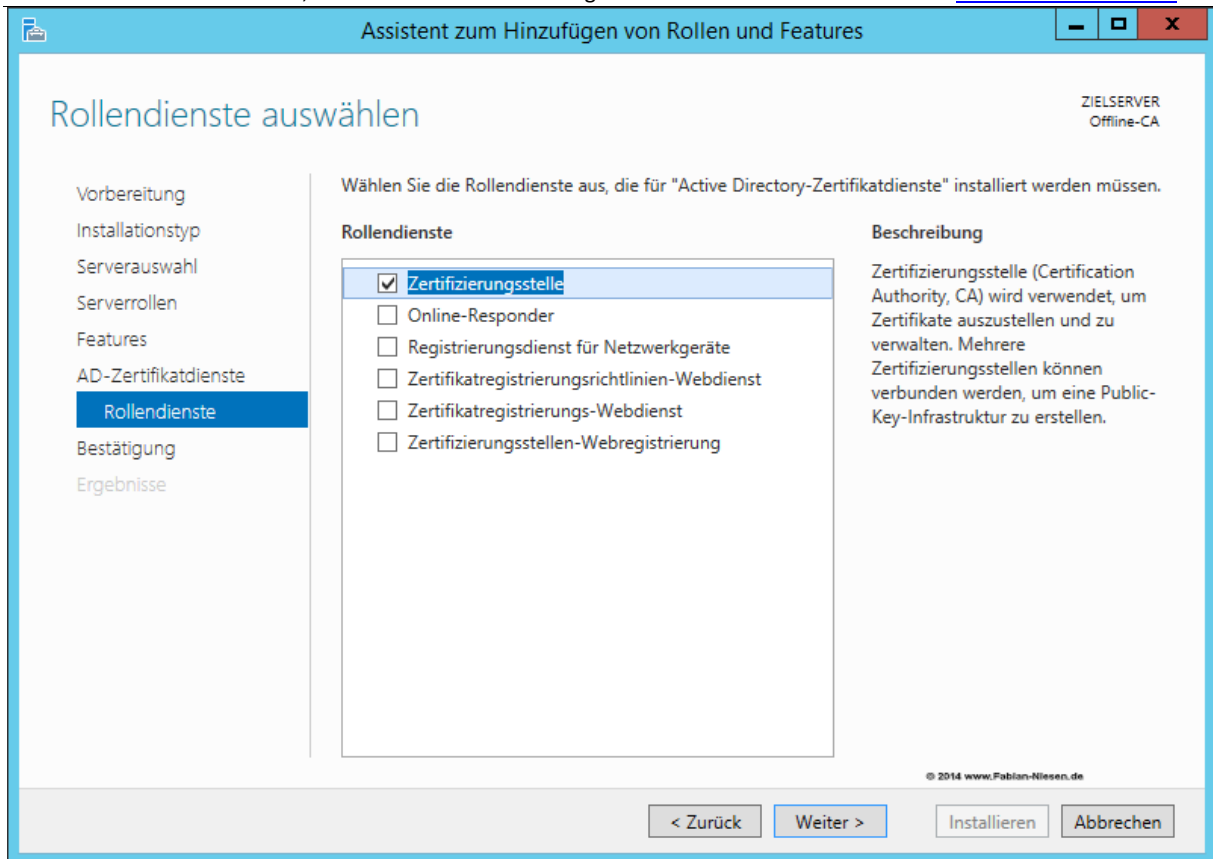 Assistent zum Hinzufügen von Rollen und Features
Rollendienste auswählen
ZIELSERVER
Offline-CA
Vorbereitung
Installationstyp
Serverauswahl
Serverrollen
Features
AD-Zertifikatdienste
Rollendienste
Bestätigung
Ergebnisse
Wählen Sie die Rollendienste aus, die für "Active Directory-Zertifikatdienste" installiert werden müssen.
Rollendienste
Zertifizierungsstelle
Online-Responder
Registrierungsdienst für Netzwerkgeräte
Zertifikatregistrierungsrichtlinien-Webdienst
Zertifikatregistrierungs-Webdienst
Zertifizierungsstellen-Webregistrierung
Beschreibung
Zertifizierungsstelle (Certification
Authority, CA) wird verwendet, um
Zertifikate auszustellen und zu
verwalten. Mehrere
Zertifizierungsstellen können
verbunden werden, um eine Public-
Key-Infrastruktur zu erstellen.
© 2014 www.Fabian-Niesen.de
< Zurück
Weiter >
Installieren
Abbrechen